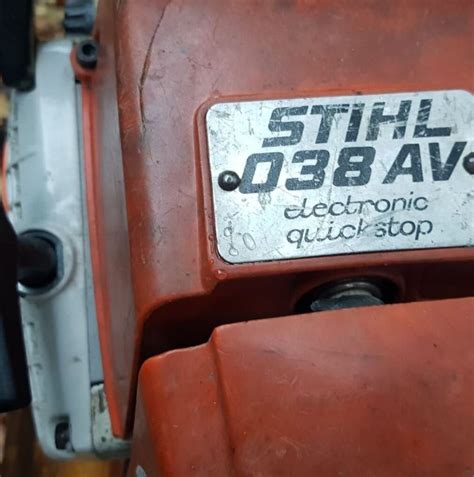 STIHL
038 AV
electronic
quickstop